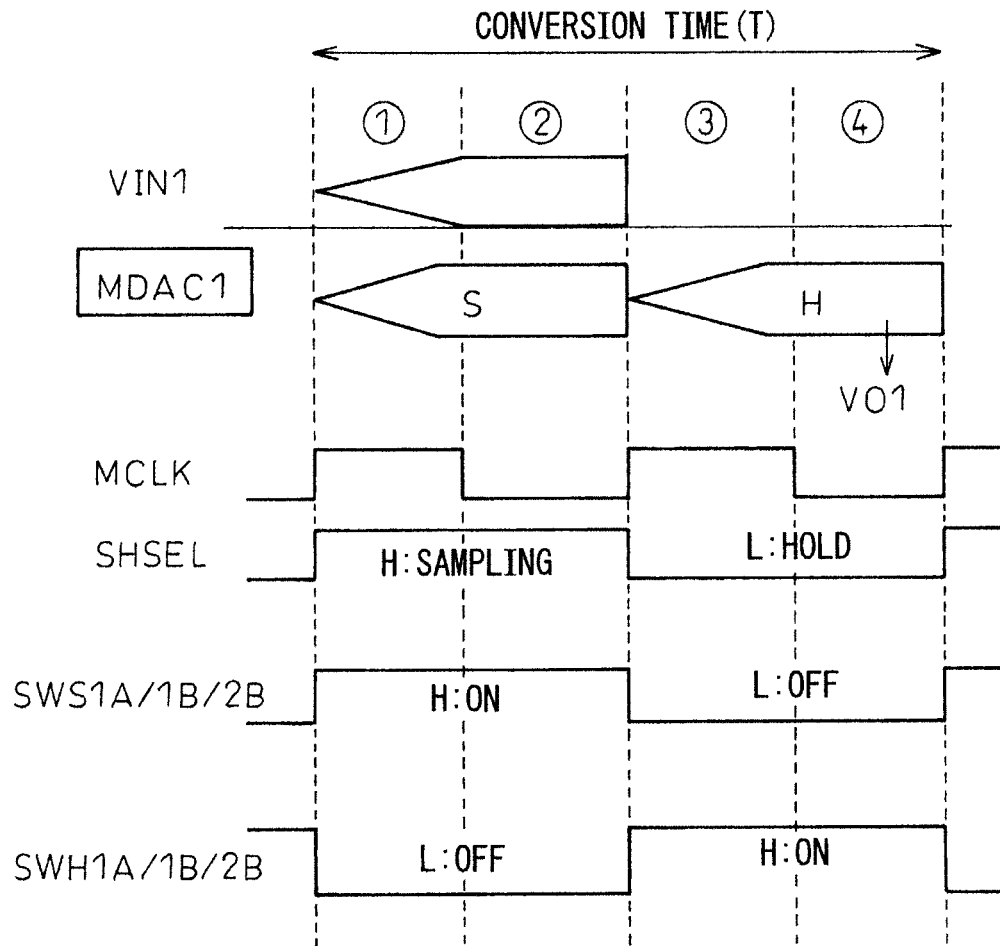 CONVERSION TIME(T)
① ② ③ ④
VIN1
MDAC1 S H
VO1
MCLK
SHSEL H:SAMPLING L:HOLD
SWS1A/1B/2B H:ON L:OFF
SWH1A/1B/2B L:OFF H:ON